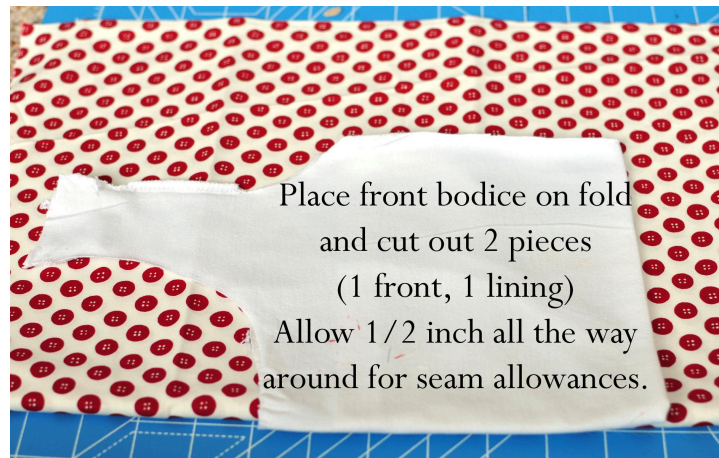 Place front bodice on fold
and cut out 2 pieces
(1 front, 1 lining)
Allow 1/2 inch all the way
around for seam allowances.